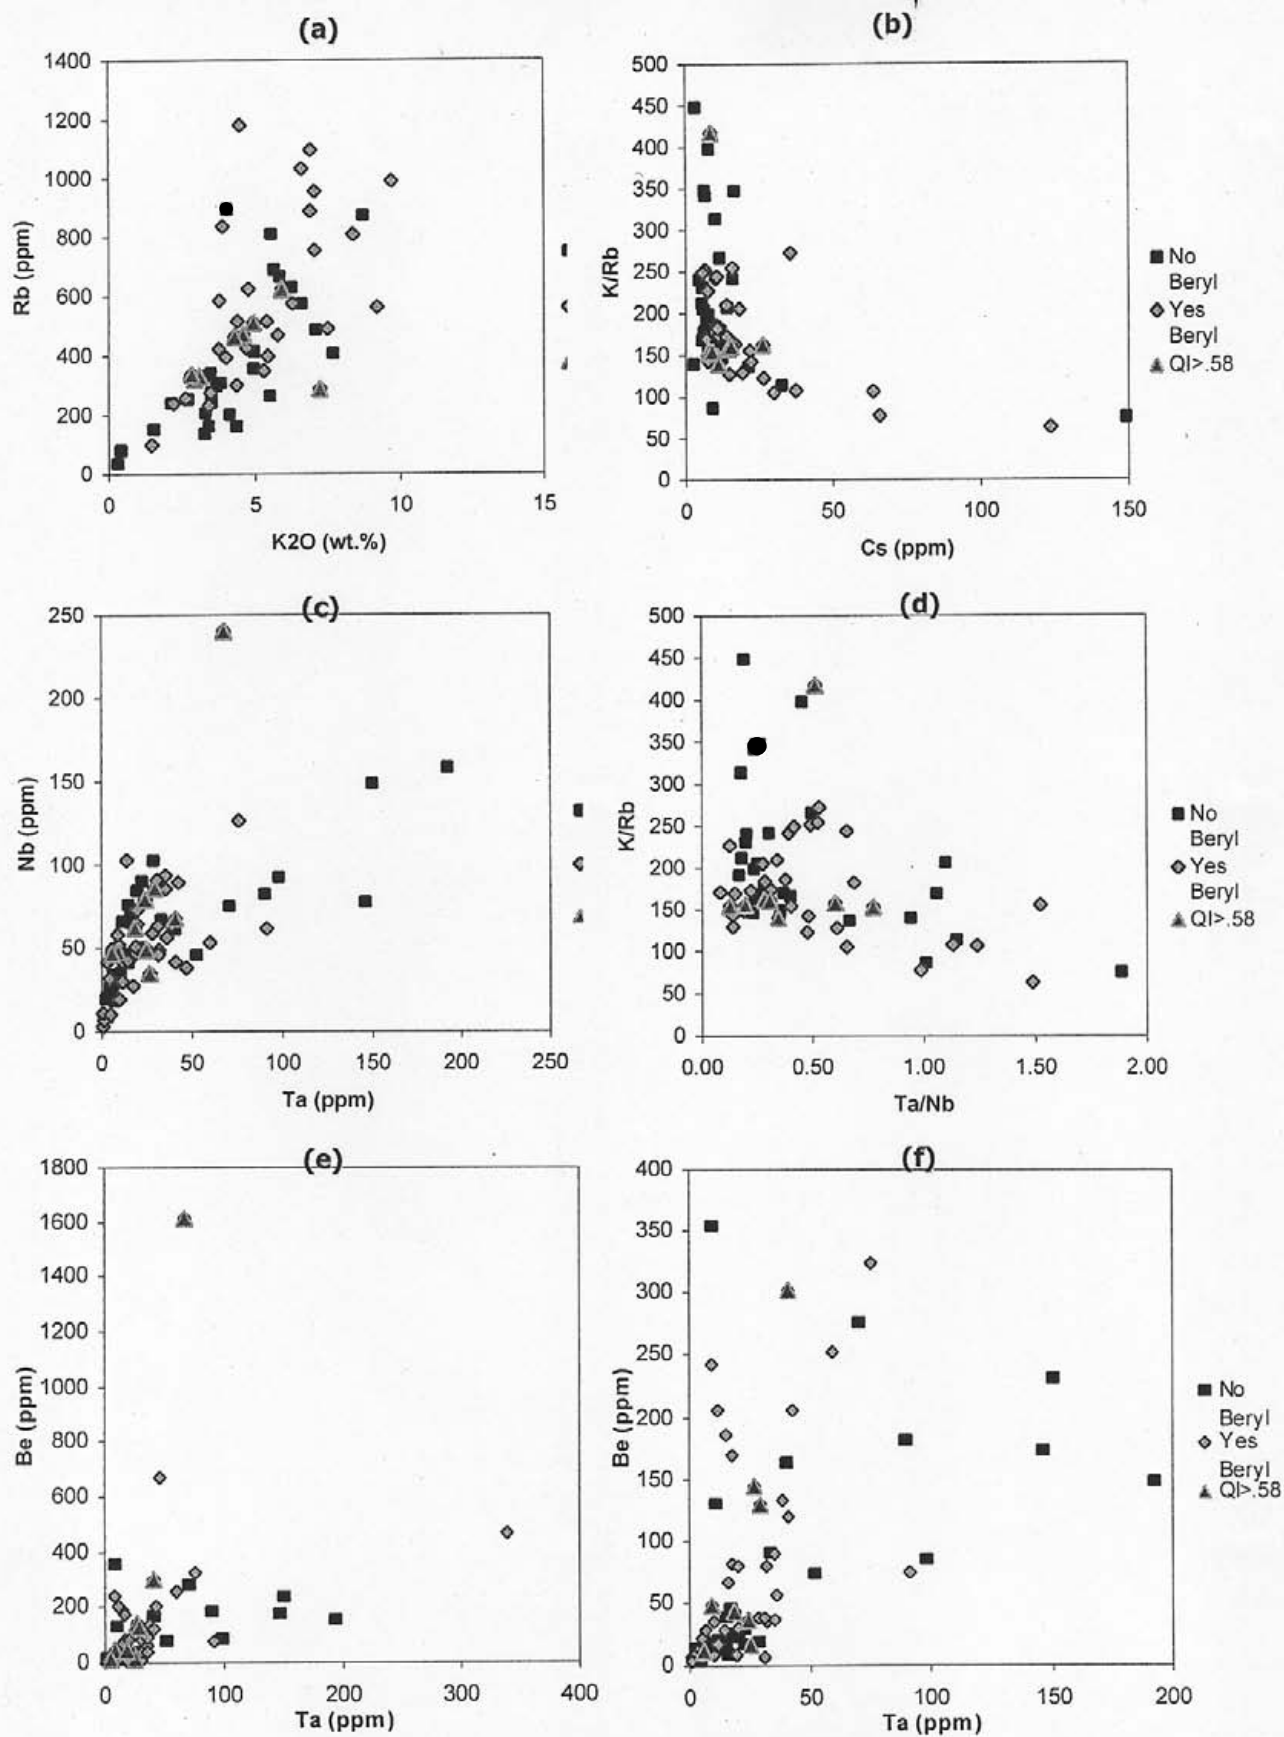 (a)
1400
1200
1000
800
600
400
200
0
Rb (ppm)
0 5 10 15
K2O (wt.%)
(b)
500
450
400
350
300
250
200
150
100
50
0
K/Rb
0 50 100 150
Cs (ppm)
No
Beryl
Yes
Beryl
QI>.58
(c)
250
200
150
100
50
0
Nb (ppm)
0 50 100 150 200 250
Ta (ppm)
(d)
500
450
400
350
300
250
200
150
100
50
0
K/Rb
0.00 0.50 1.00 1.50 2.00
Ta/Nb
No
Beryl
Yes
Beryl
QI>.58
(e)
1800
1600
1400
1200
1000
800
600
400
200
0
Be (ppm)
0 100 200 300 400
Ta (ppm)
(f)
400
350
300
250
200
150
100
50
0
Be (ppm)
0 50 100 150 200
Ta (ppm)
No
Beryl
Yes
Beryl
QI>.58